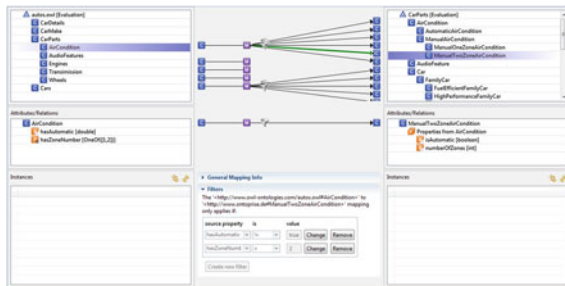 autos.owl [Evaluation]
CarDetails
CarMake
CarParts
AirCondition
AudioFeatures
Engines
Transimission
Wheels
Cars
CarParts [Evaluation]
AirCondition
AutomaticAirCondition
ManualAirCondition
ManualOneZoneAirCondition
ManualTwoZoneAirCondition
AudioFeature
Car
FamilyCar
FuelEfficientFamilyCar
HighPerformanceFamilyCar
Attributes/Relations
AirCondition
hasAutomatic [double]
hasZoneNumber [OneOf([1,2])]
Attributes/Relations
ManualTwoZoneAirCondition
Properties from AirCondition
isAutomatic [boolean]
numberOfZones [int]
Instances
General Mapping Info
Filters
The '<http://www.owl-ontologies.com/autos.owl#AirCondition>' to
'<http://www.ontoprise.de#ManualTwoZoneAirCondition>' mapping
only applies if:
source property is value
hasAutomatic is true Change Remove
hasZoneNumt 2 Change Remove
Create new filter
Instances